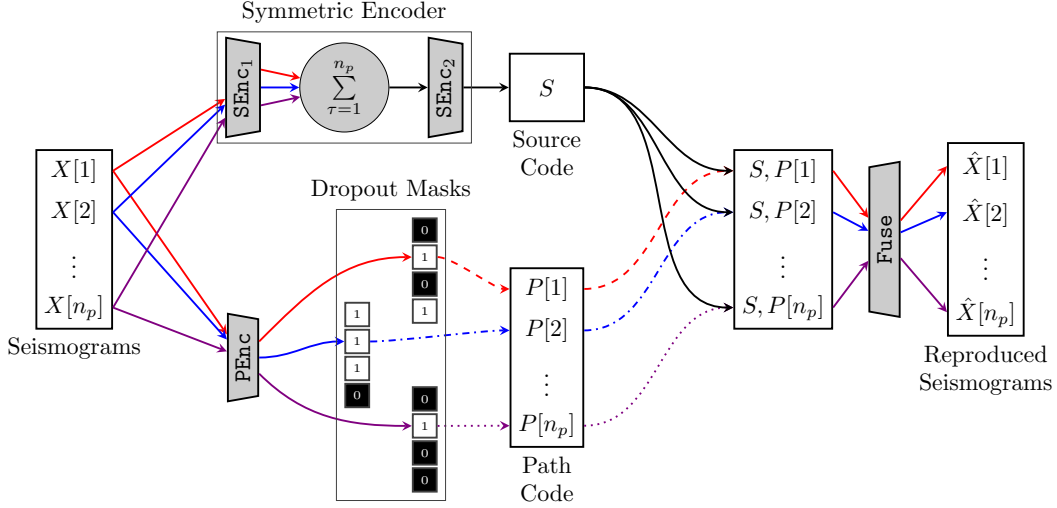 Symmetric Encoder
SEnc₁
n_p
∑
τ=1
SEnc₂
S
Source
Code
X[1]
X[2]
⋮
X[n_p]
Seismograms
PEnc
Dropout Masks
0
1
0
1
1
1
1
0
0
1
0
0
P[1]
P[2]
⋮
P[n_p]
Path
Code
S, P[1]
S, P[2]
⋮
S, P[n_p]
Fuse
X̂[1]
X̂[2]
⋮
X̂[n_p]
Reproduced
Seismograms